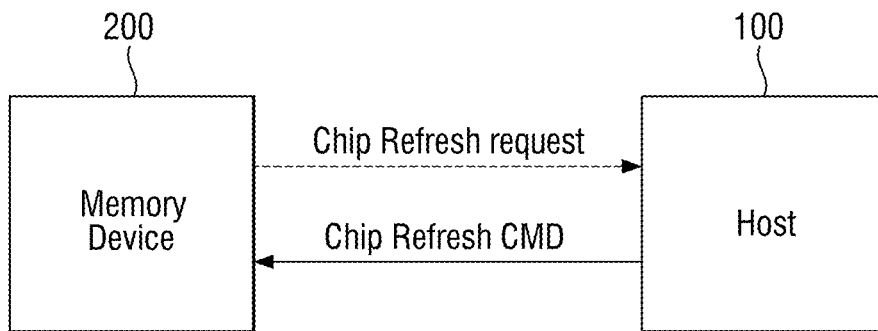 200
100
Chip Refresh request
Memory
Device
Chip Refresh CMD
Host